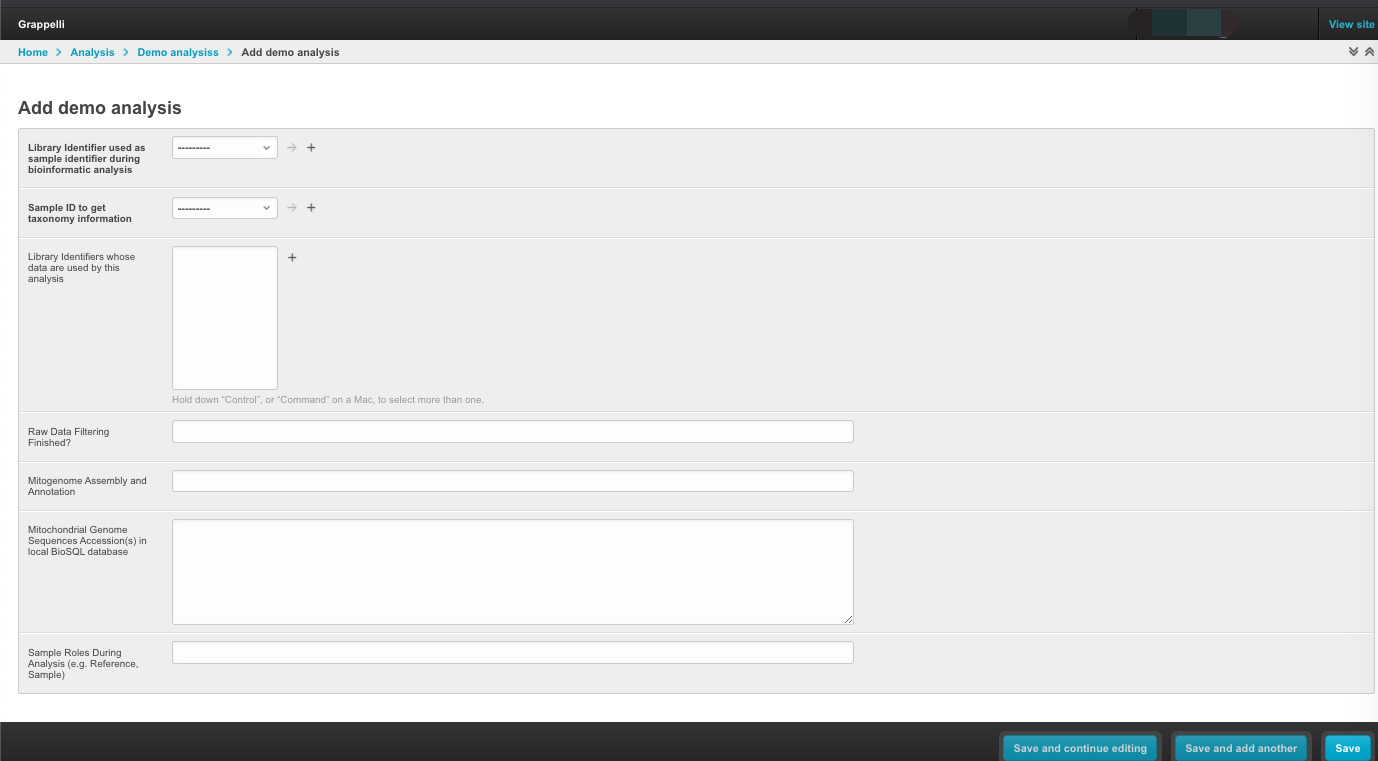 Grappelli
View site
Home > Analysis > Demo analysiss > Add demo analysis
Add demo analysis
Library Identifier used as
sample identifier during
bioinformatic analysis
---------
Sample ID to get
taxonomy information
---------
Library Identifiers whose
data are used by this
analysis
Hold down “Control”, or “Command” on a Mac, to select more than one.
Raw Data Filtering
Finished?
Mitogenome Assembly and
Annotation
Mitochondrial Genome
Sequences Accession(s) in
local BioSQL database
Sample Roles During
Analysis (e.g. Reference,
Sample)
Save and continue editing
Save and add another
Save